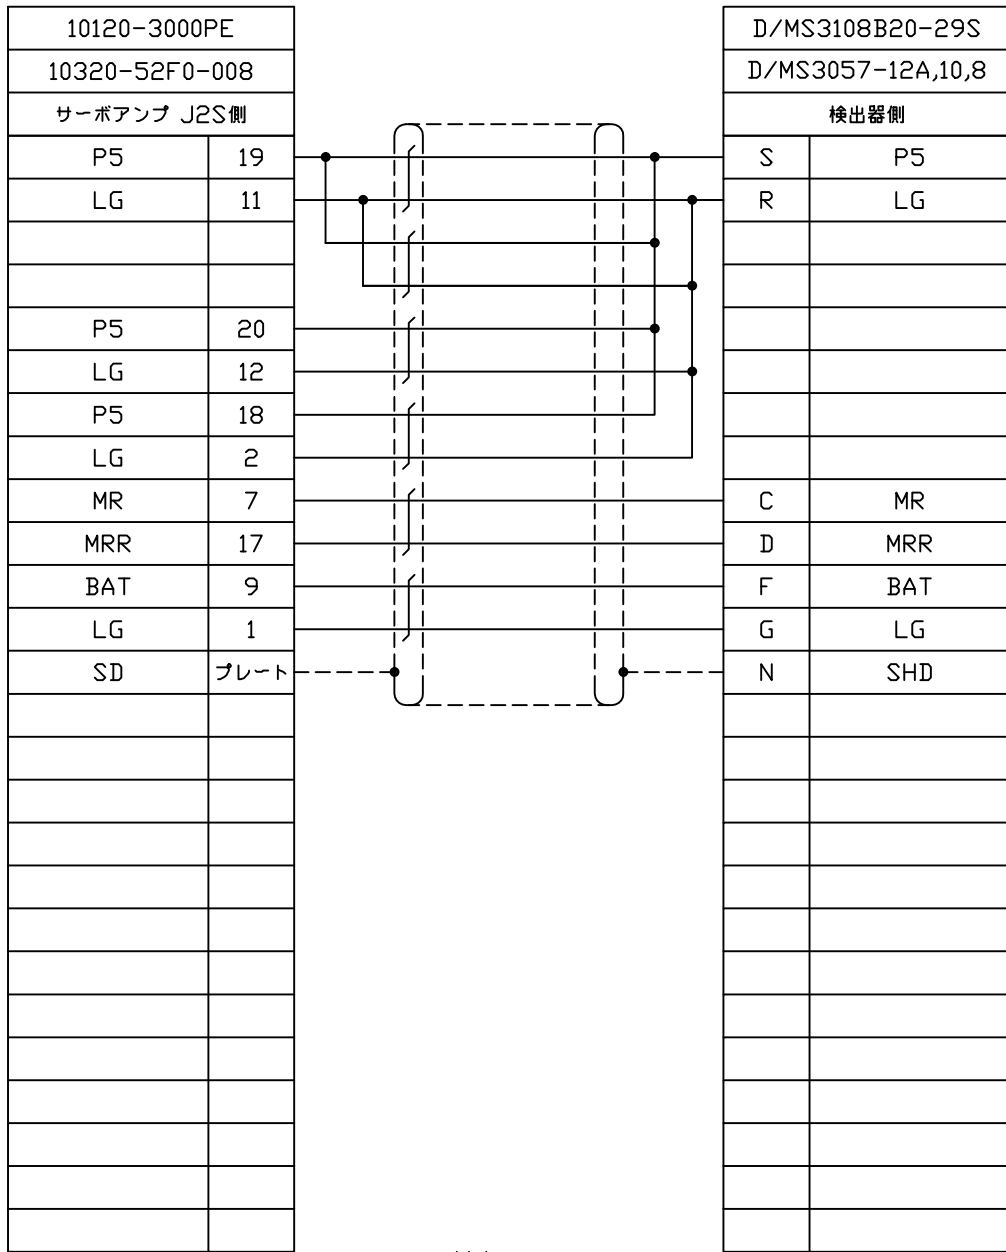 10120-3000PE D/MS3108B20-29S
10320-52F0-008 D/MS3057-12A,10,8
サーボアンプ J2S側 検出器側
P5 19 S P5
LG 11 R LG
P5 20
LG 12
P5 18
LG 2
MR 7 C MR
MRR 17 D MRR
BAT 9 F BAT
LG 1 G LG
SD プレート N SHD